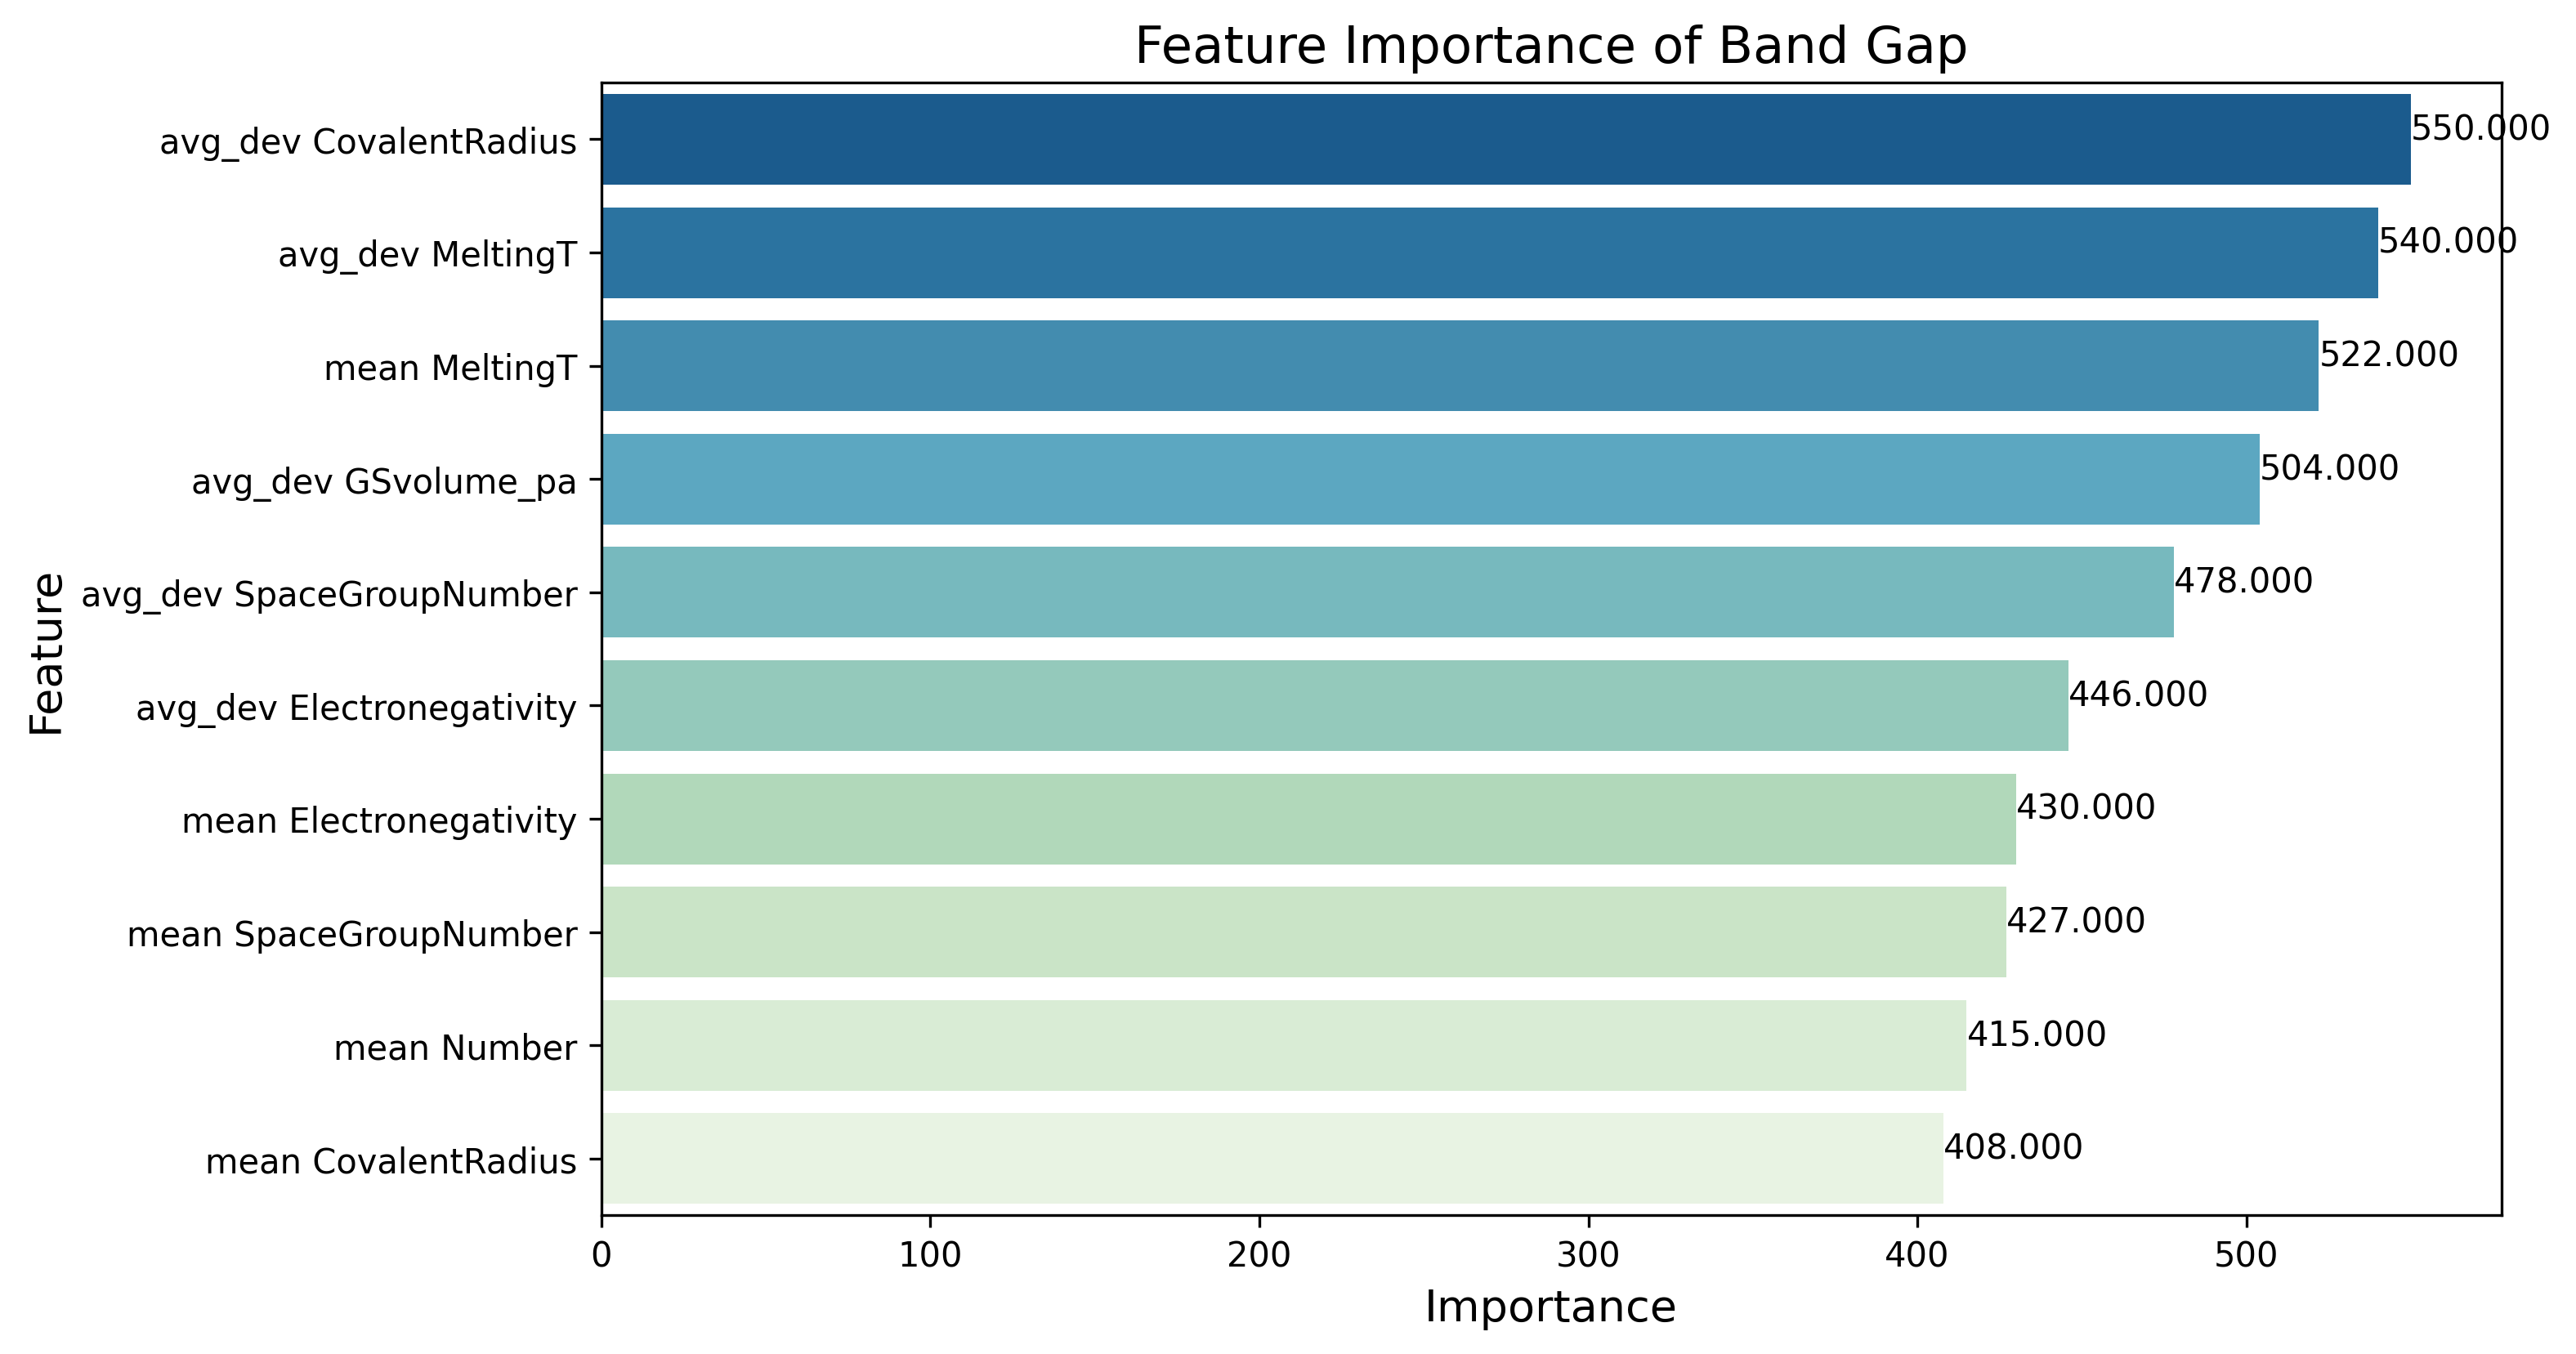 Feature Importance of Band Gap
avg_dev CovalentRadius 550.000
avg_dev MeltingT 540.000
mean MeltingT 522.000
avg_dev GSvolume_pa 504.000
avg_dev SpaceGroupNumber 478.000
avg_dev Electronegativity 446.000
mean Electronegativity 430.000
mean SpaceGroupNumber 427.000
mean Number 415.000
mean CovalentRadius 408.000
Feature
0 100 200 300 400 500
Importance